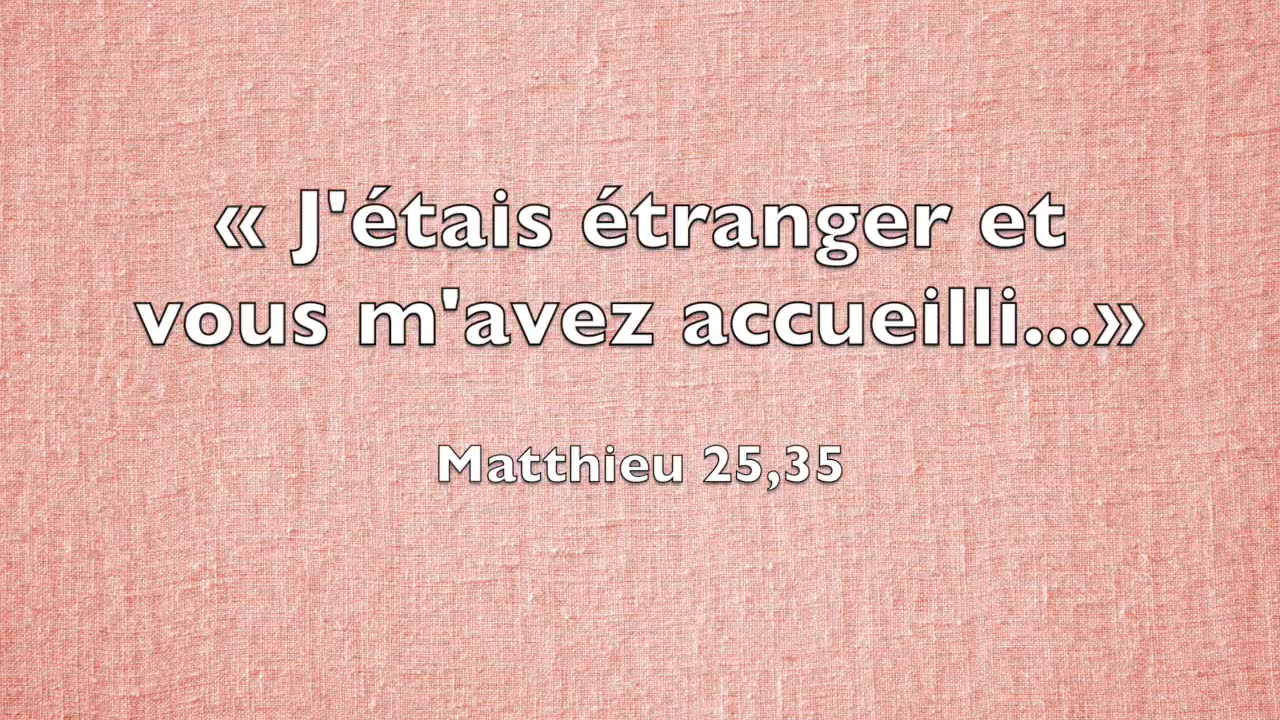 « J'étais étranger et
vous m'avez accueilli...»
Matthieu 25,35